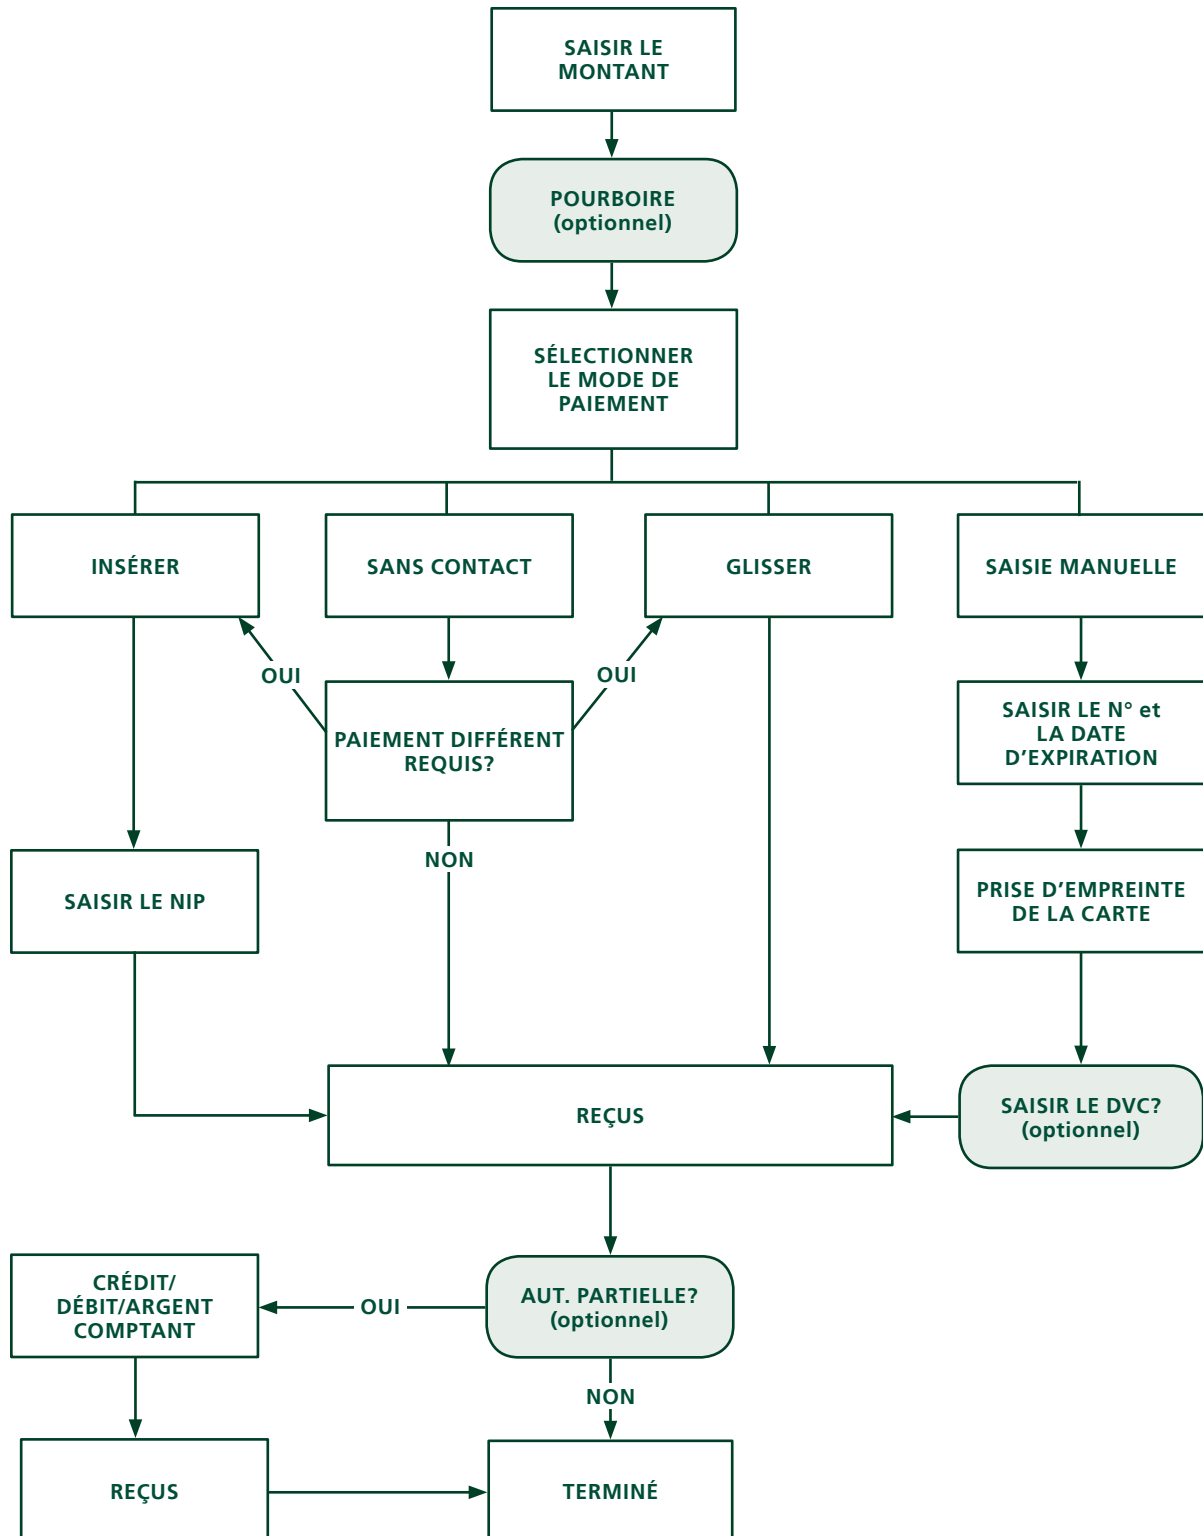 SAISIR LE
MONTANT
POURBOIRE
(optionnel)
SÉLECTIONNER
LE MODE DE
PAIEMENT
INSÉRER
SANS CONTACT
GLISSER
SAISIE MANUELLE
OUI
OUI
PAIEMENT DIFFÉRENT
REQUIS?
SAISIR LE N° et
LA DATE
D'EXPIRATION
NON
SAISIR LE NIP
PRISE D'EMPREINTE
DE LA CARTE
REÇUS
SAISIR LE DVC?
(optionnel)
CRÉDIT/
DÉBIT/ARGENT
COMPTANT
OUI
AUT. PARTIELLE?
(optionnel)
NON
REÇUS
TERMINÉ